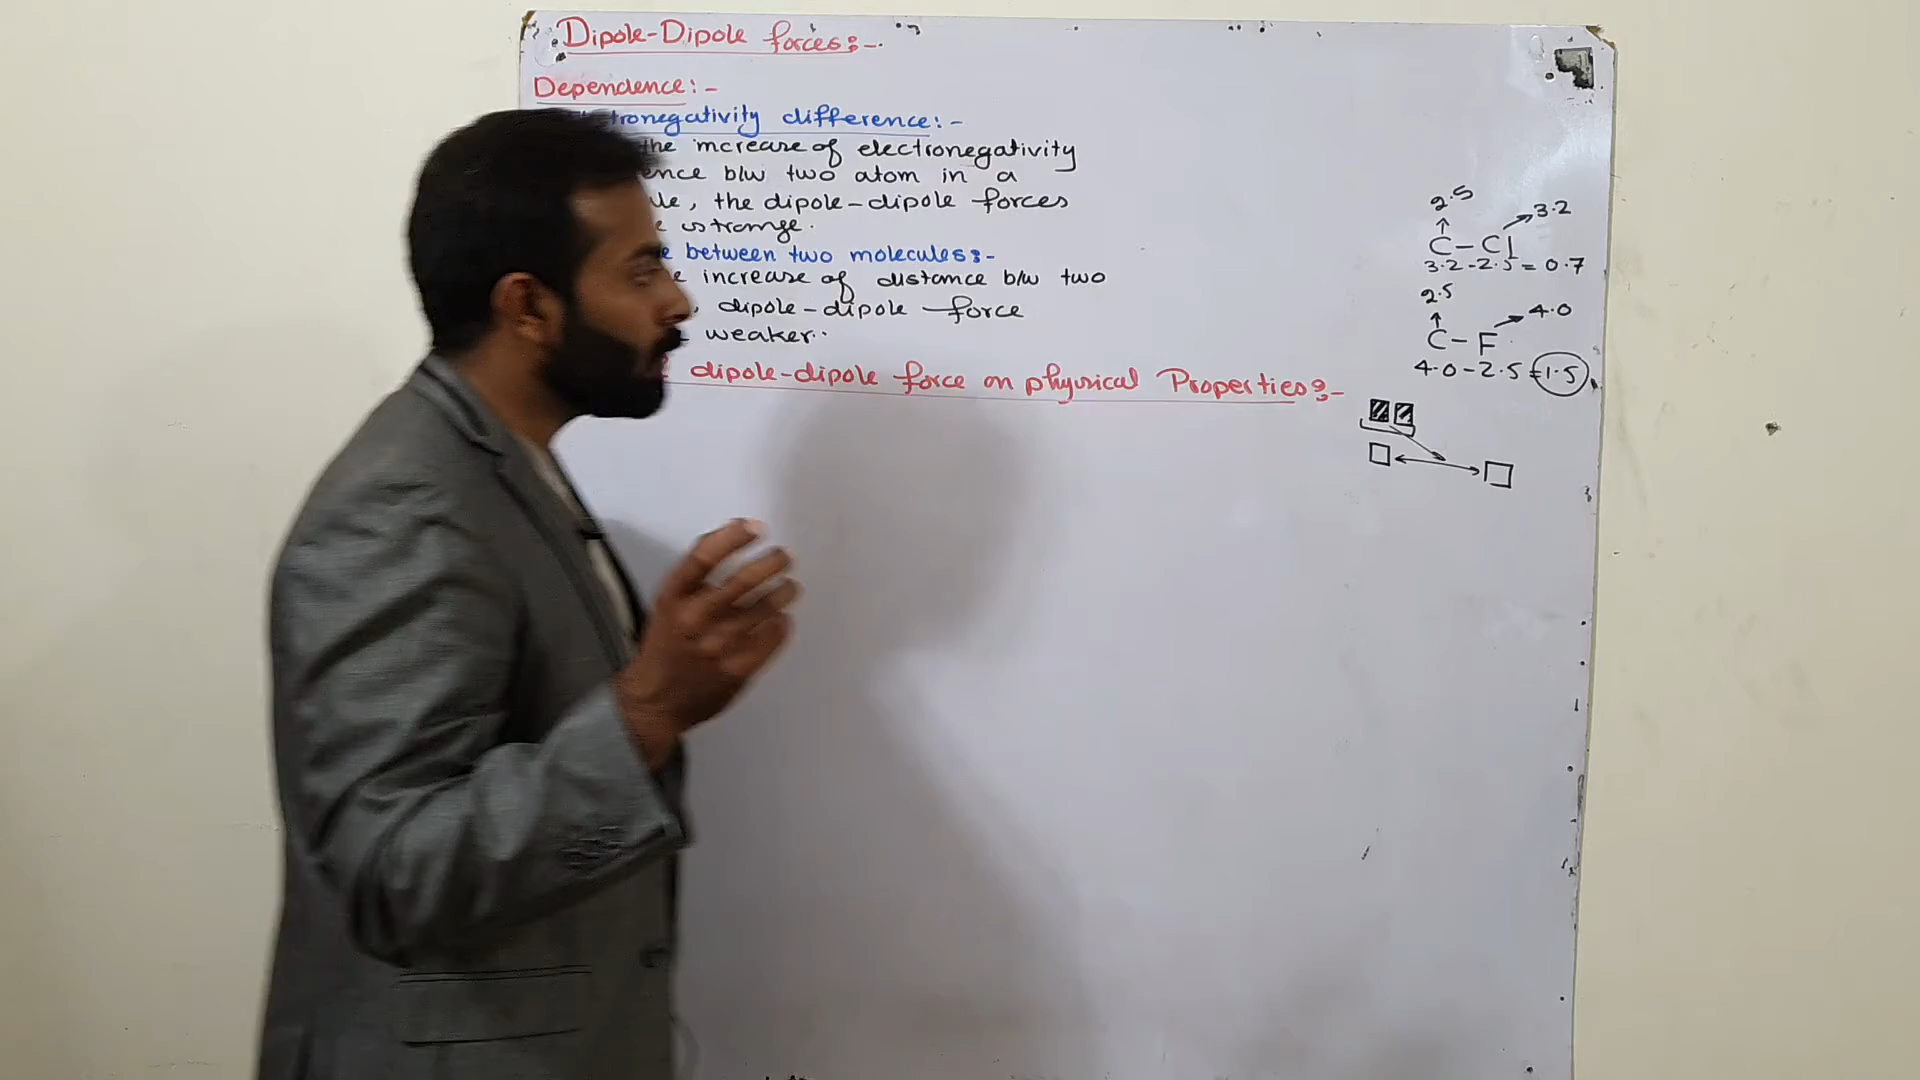 Dipole-Dipole forces:-
Dependence:-
tronegativity difference:-
the increase of electronegativity
ence b/w two atom in a
ule, the dipole-dipole forces
e strange.
e between two molecules:-
e increase of distance b/w two
, dipole-dipole force
weaker.
dipole-dipole force on physical Properties:-
2.5
3.2
C-Cl
3.2-2.5=0.7
2.5
4.0
C-F
4.0-2.5=1.5